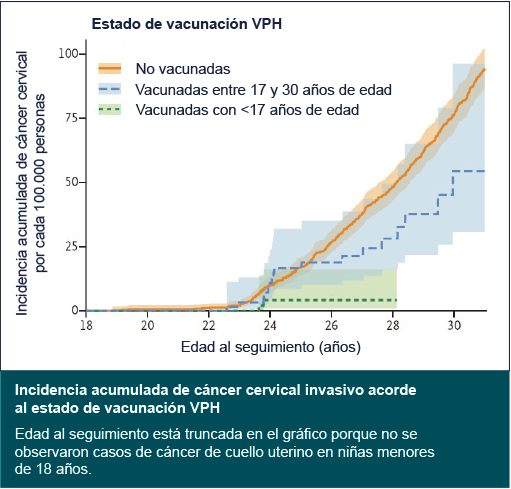 Estado de vacunación VPH
No vacunadas
Vacunadas entre 17 y 30 años de edad
Vacunadas con <17 años de edad
Incidencia acumulada de cáncer cervical
por cada 100.000 personas
100
75
50
25
0
18
20
22
24
26
28
30
Edad al seguimiento (años)
Incidencia acumulada de cáncer cervical invasivo acorde
al estado de vacunación VPH
Edad al seguimiento está truncada en el gráfico porque no se
observaron casos de cáncer de cuello uterino en niñas menores
de 18 años.